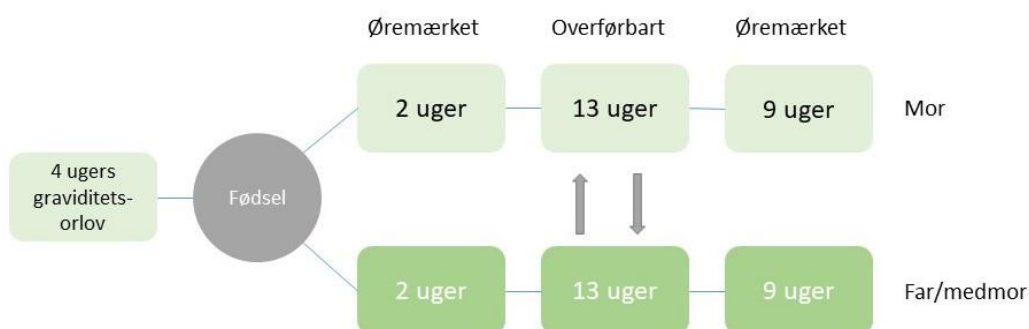 Øremærket Overførbart Øremærket
2 uger 13 uger 9 uger Mor
4 ugers
graviditets-
orlov
Fødsel
2 uger 13 uger 9 uger Far/medmor